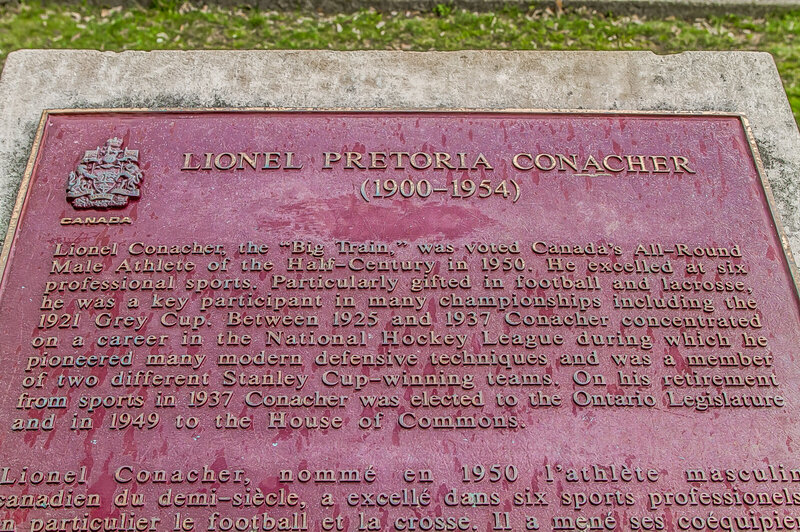 LIONEL PRETORIA CONACHER
(1900-1954)
CANADA
Lionel Conacher, the "Big Train," was voted Canada's All-Round
Male Athlete of the Half-Century in 1950. He excelled at six
professional sports. Particularly gifted in football and lacrosse,
he was a key participant in many championships including the
1921 Grey Cup. Between 1925 and 1937 Conacher concentrated
on a career in the National Hockey League during which he
pioneered many modern defensive techniques and was a member
of two different Stanley Cup-winning teams. On his retirement
from sports in 1937 Conacher was elected to the Ontario Legislature
and in 1949 to the House of Commons.
Lionel Conacher, nommé en 1950 l'athlète masculin
canadien du demi-siècle, a excellé dans six sports professionels
particulier le football et la crosse. Il a mené ses coéquipie